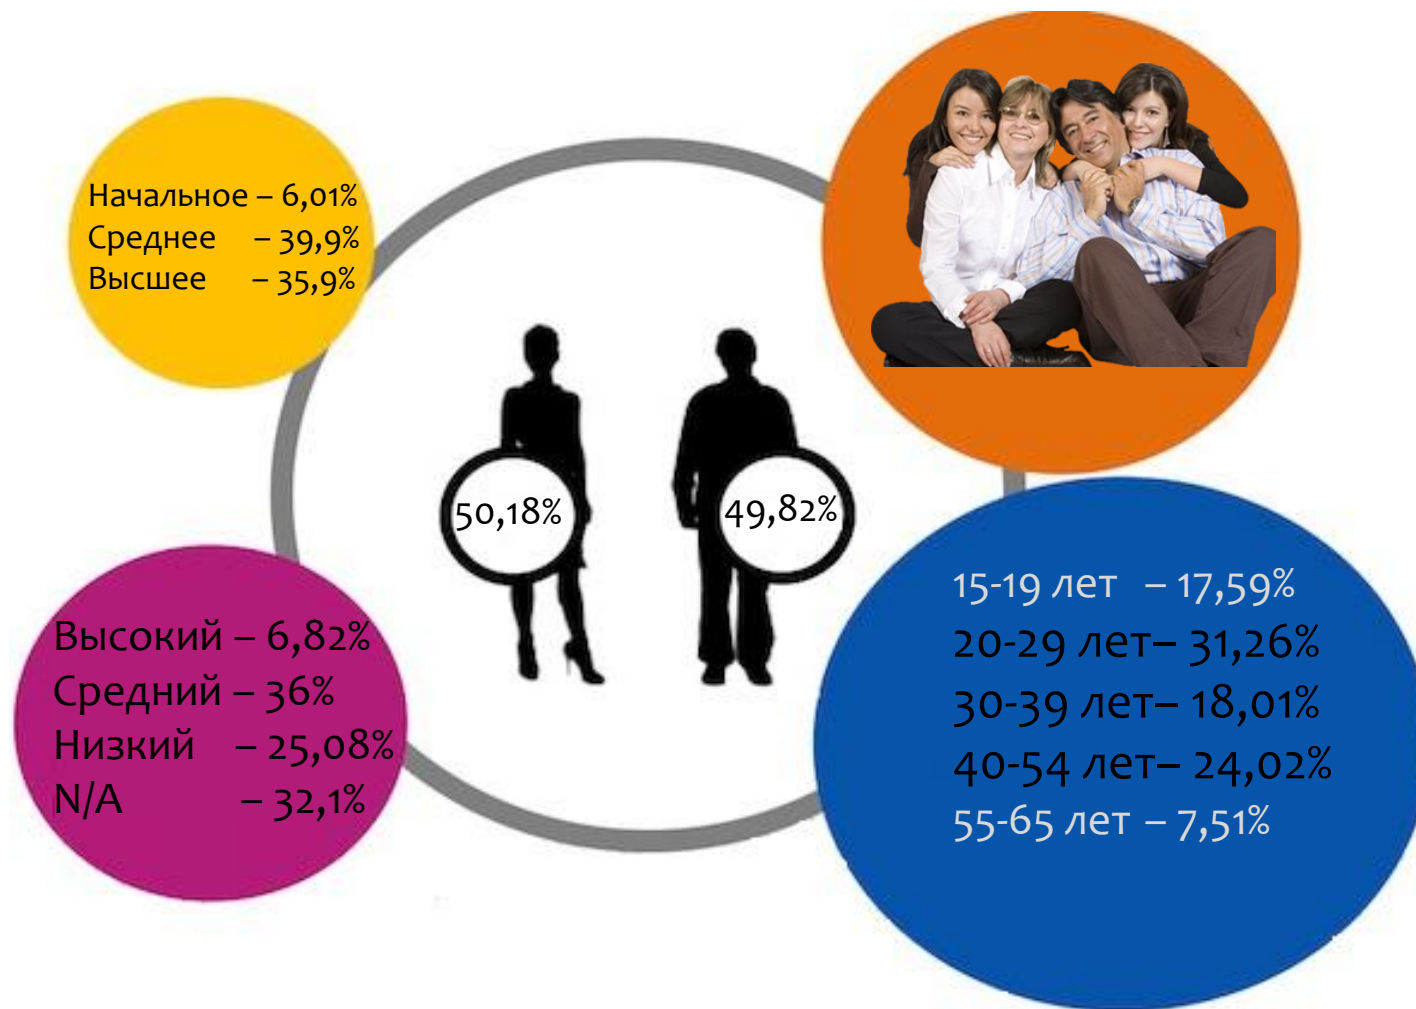 Начальное – 6,01%
Среднее – 39,9%
Высшее – 35,9%
50,18%
49,82%
Высокий – 6,82%
Средний – 36%
Низкий – 25,08%
N/A – 32,1%
15-19 лет – 17,59%
20-29 лет– 31,26%
30-39 лет– 18,01%
40-54 лет– 24,02%
55-65 лет – 7,51%